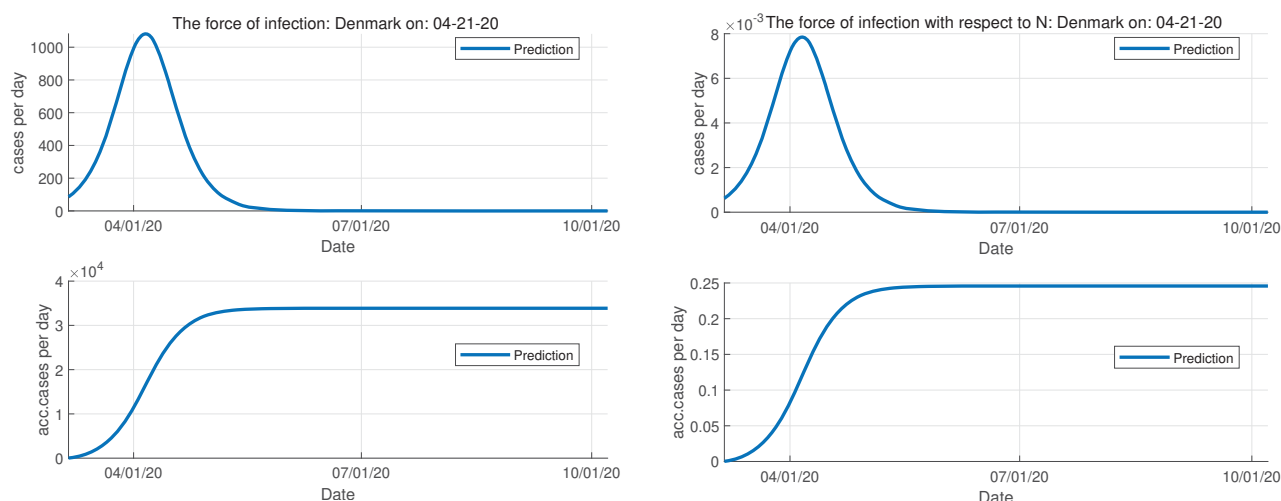 The force of infection: Denmark on: 04-21-20
1000
800
600
400
200
0
cases per day
Prediction
04/01/20
07/01/20
10/01/20
Date
×10⁻³
The force of infection with respect to N: Denmark on: 04-21-20
8
6
4
2
0
cases per day
Prediction
04/01/20
07/01/20
10/01/20
Date
×10⁴
4
3
2
1
0
acc.cases per day
Prediction
04/01/20
07/01/20
10/01/20
Date
0.25
0.2
0.15
0.1
0.05
0
acc.cases per day
Prediction
04/01/20
07/01/20
10/01/20
Date